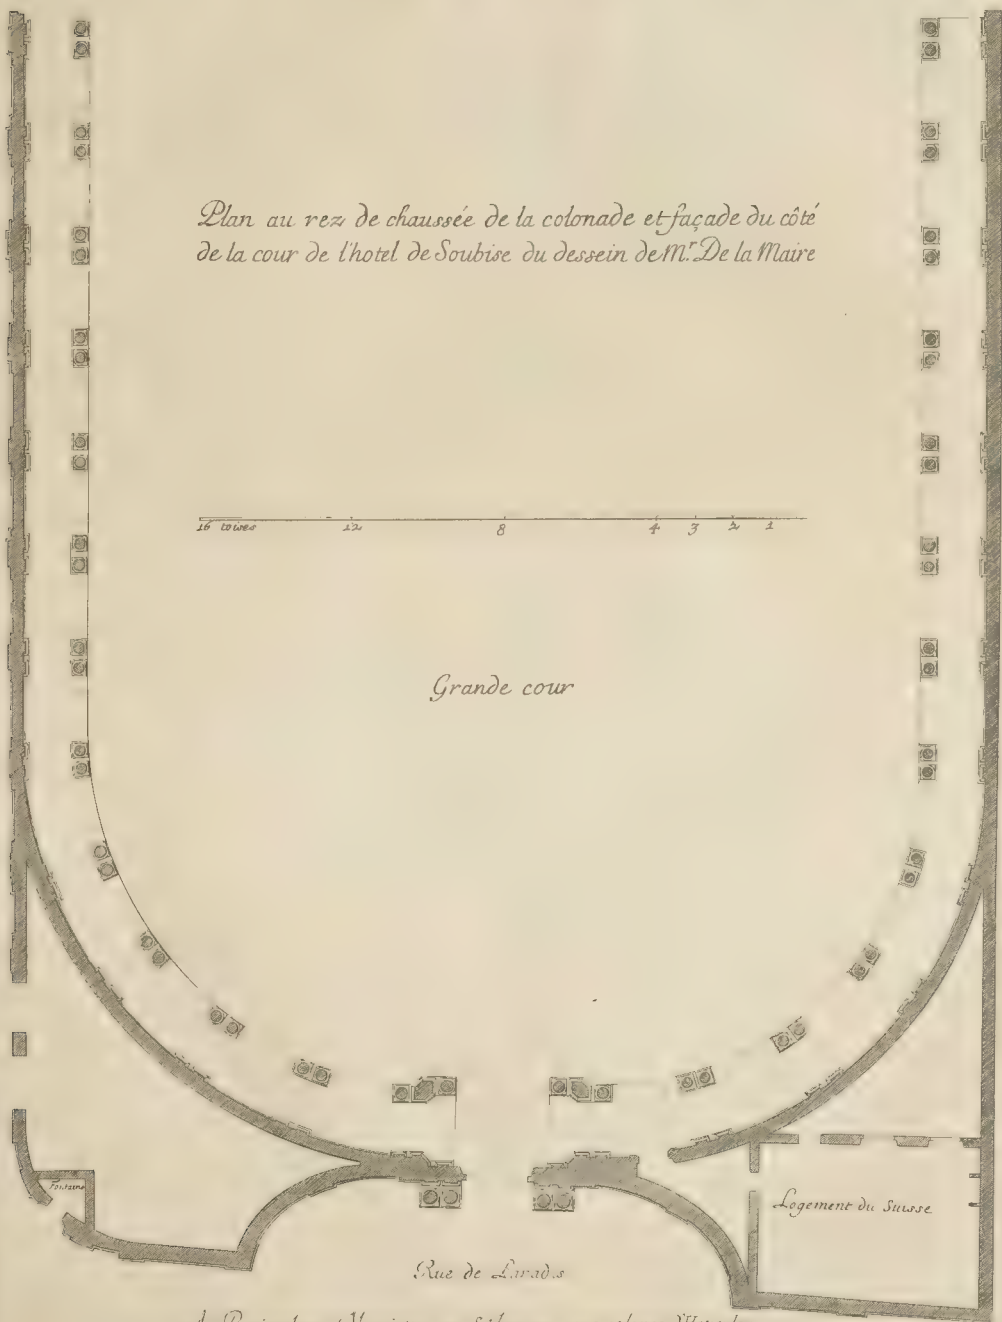 Plan au rez de chaussée de la colonade et façade du côté
de la cour de l'hotel de Soubise du dessein de Mr. De la Maire
16 toises 12 8 4 3 2 1
Grande cour
Fontaine
Logement du Suisse
Rue de Paradis